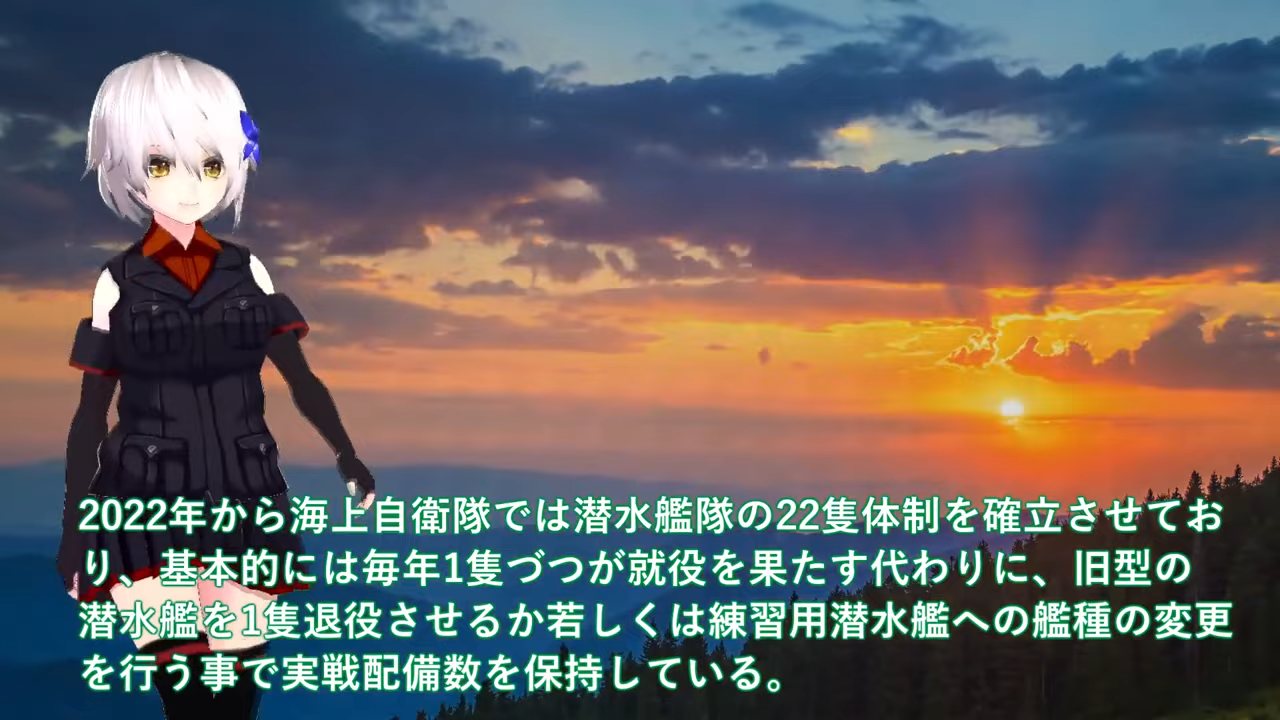 2022年から海上自衛隊では潜水艦隊の22隻体制を確立させてお
り、基本的には毎年1隻づつが就役を果たす代わりに、旧型の
潜水艦を1隻退役させるか若しくは練習用潜水艦への艦種の変更
を行う事で実戦配備数を保持している。